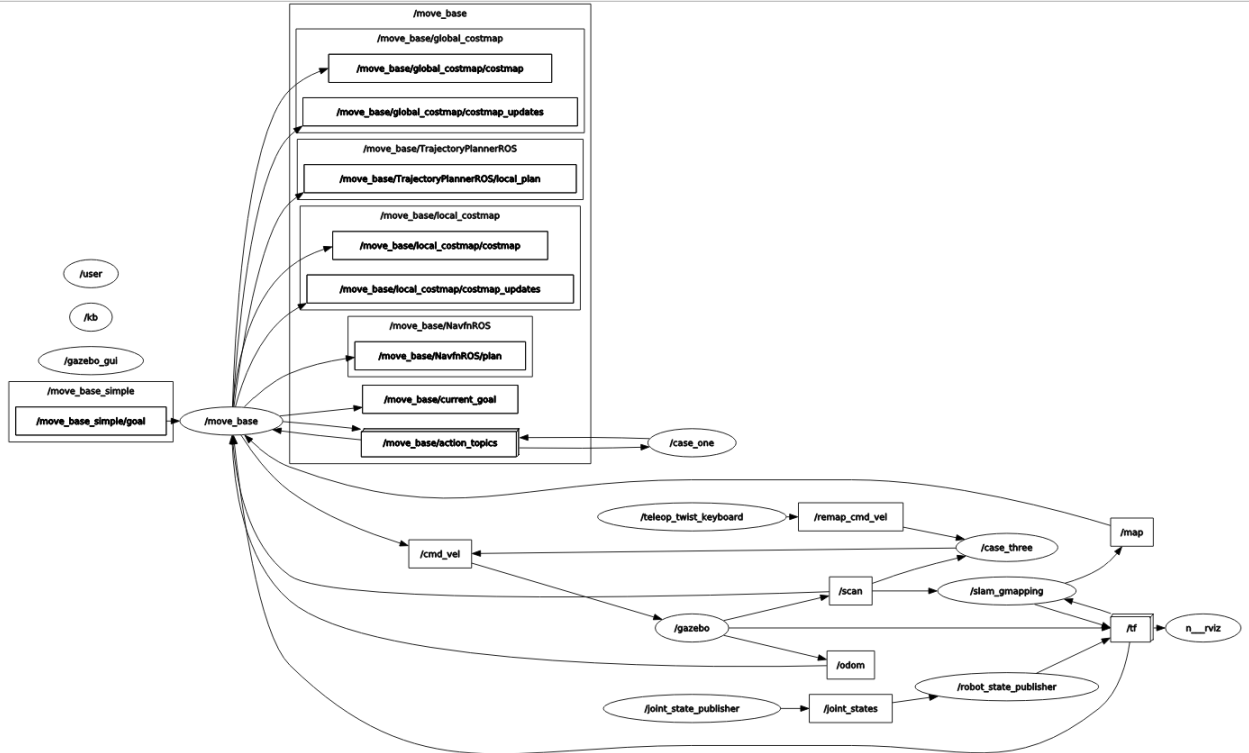 /move_base
/move_base/global_costmap
/move_base/global_costmap/costmap
/move_base/global_costmap/costmap_updates
/move_base/TrajectoryPlannerROS
/move_base/TrajectoryPlannerROS/local_plan
/move_base/local_costmap
/move_base/local_costmap/costmap
/move_base/local_costmap/costmap_updates
/move_base/NavfnROS
/move_base/NavfnROS/plan
/move_base/current_goal
/move_base/action_topics
/user
/kb
/gazebo_gui
/move_base_simple
/move_base_simple/goal
/move_base
/case_one
/teleop_twist_keyboard
/remap_cmd_vel
/map
/cmd_vel
/case_three
/scan
/slam_gmapping
/gazebo
/tf
n__rviz
/odom
/robot_state_publisher
/joint_state_publisher
/joint_states